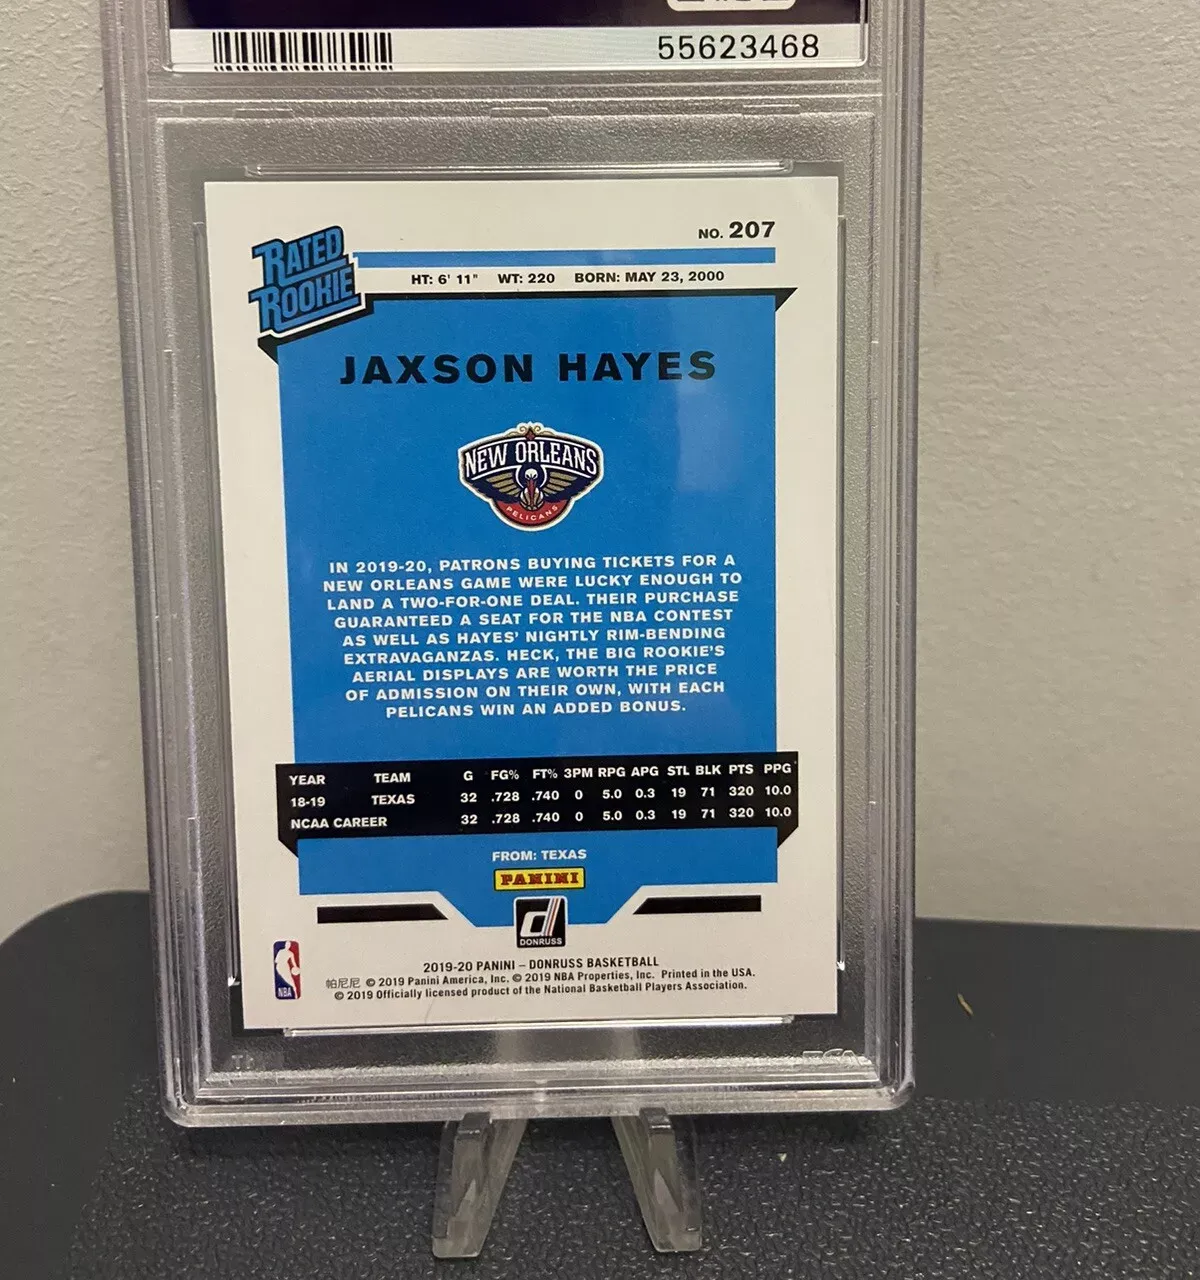 55623468
NO. 207
RATED
ROOKIE
HT: 6' 11" WT: 220 BORN: MAY 23, 2000
JAXSON HAYES
NEW ORLEANS
PELICANS
IN 2019-20, PATRONS BUYING TICKETS FOR A
NEW ORLEANS GAME WERE LUCKY ENOUGH TO
LAND A TWO-FOR-ONE DEAL. THEIR PURCHASE
GUARANTEED A SEAT FOR THE NBA CONTEST
AS WELL AS HAYES' NIGHTLY RIM-BENDING
EXTRAVAGANZAS. HECK, THE BIG ROOKIE'S
AERIAL DISPLAYS ARE WORTH THE PRICE
OF ADMISSION ON THEIR OWN, WITH EACH
PELICANS WIN AN ADDED BONUS.
YEAR TEAM G FG% FT% 3PM RPG APG STL BLK PTS PPG
18-19 TEXAS 32 .728 .740 0 5.0 0.3 19 71 320 10.0
NCAA CAREER 32 .728 .740 0 5.0 0.3 19 71 320 10.0
FROM: TEXAS
PANINI
DONRUSS
NBA
2019-20 PANINI – DONRUSS BASKETBALL
帕尼尼 © 2019 Panini America, Inc. © 2019 NBA Properties, Inc. Printed in the USA.
© 2019 Officially licensed product of the National Basketball Players Association.